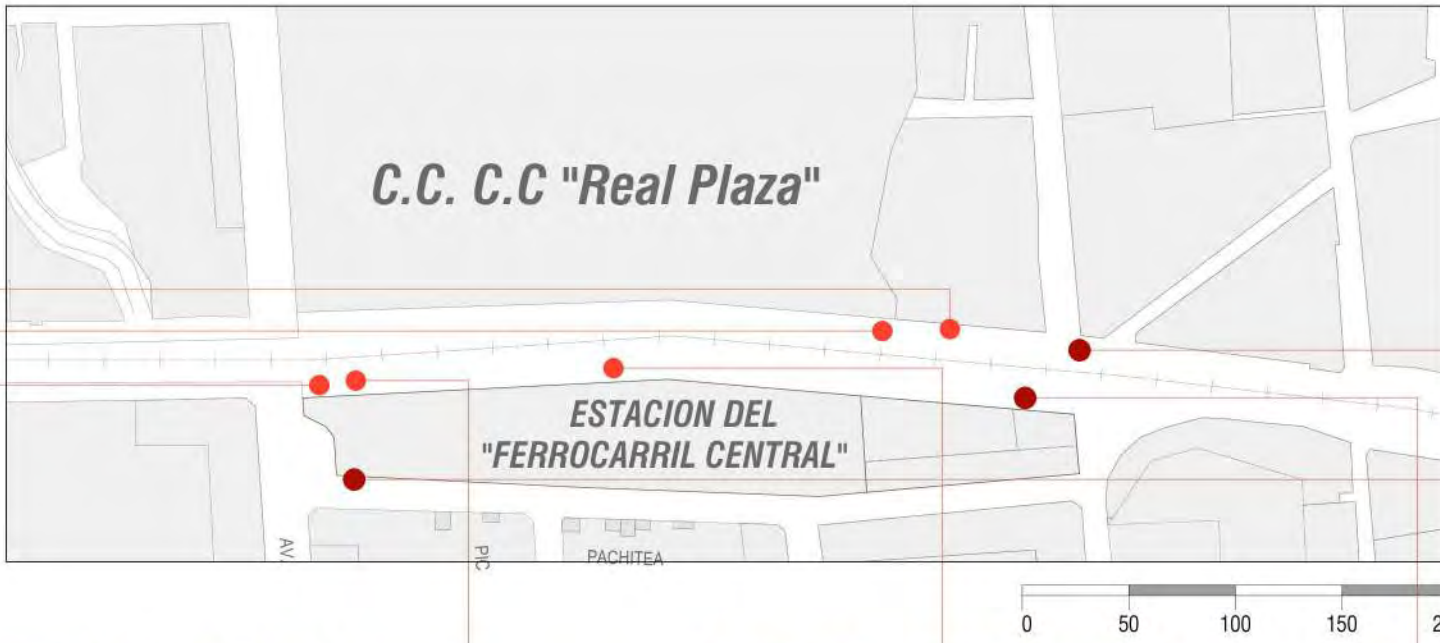 C.C. C.C "Real Plaza"
ESTACION DEL
"FERROCARRIL CENTRAL"
AV.
PIC
PACHITEA
0 50 100 150